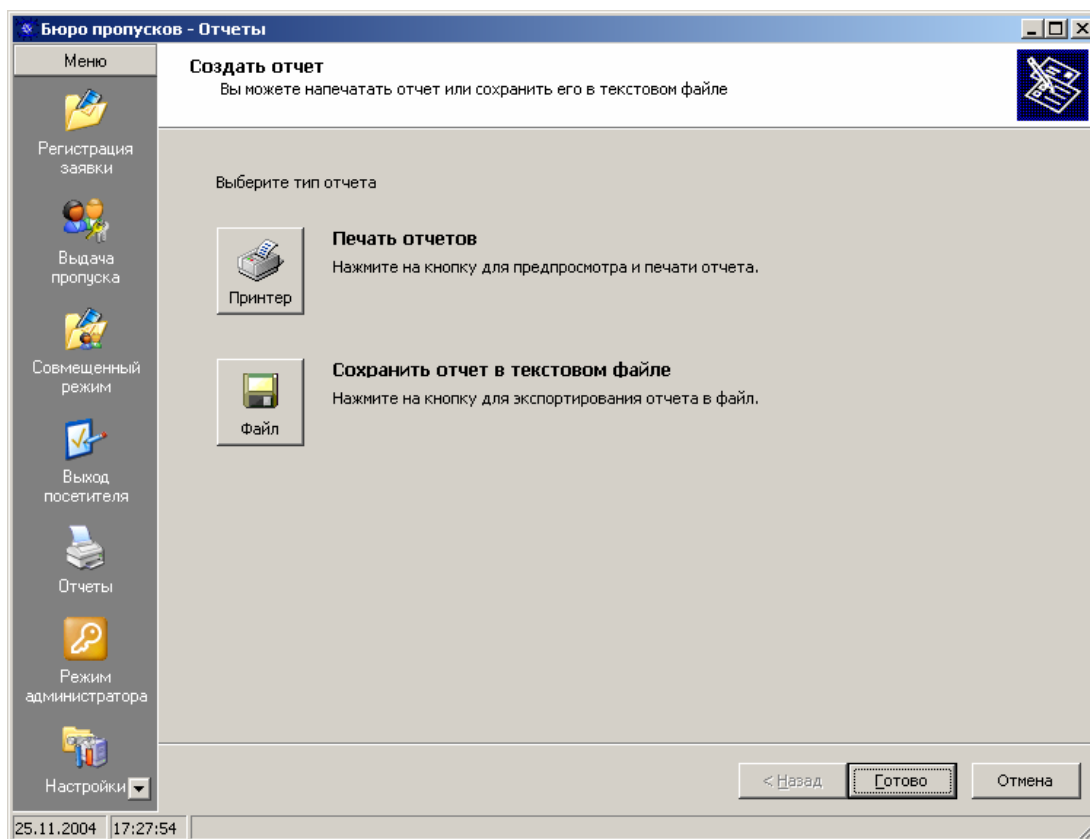 Бюро пропусков - Отчеты
Меню
Создать отчет
Вы можете напечатать отчет или сохранить его в текстовом файле
Регистрация
заявки
Выдача
пропуска
Совмещенный
режим
Выход
посетителя
Отчеты
Режим
администратора
Настройки
Выберите тип отчета
Принтер
Печать отчетов
Нажмите на кнопку для предпросмотра и печати отчета.
Файл
Сохранить отчет в текстовом файле
Нажмите на кнопку для экспортирования отчета в файл.
< Назад
Готово
Отмена
25.11.2004 17:27:54